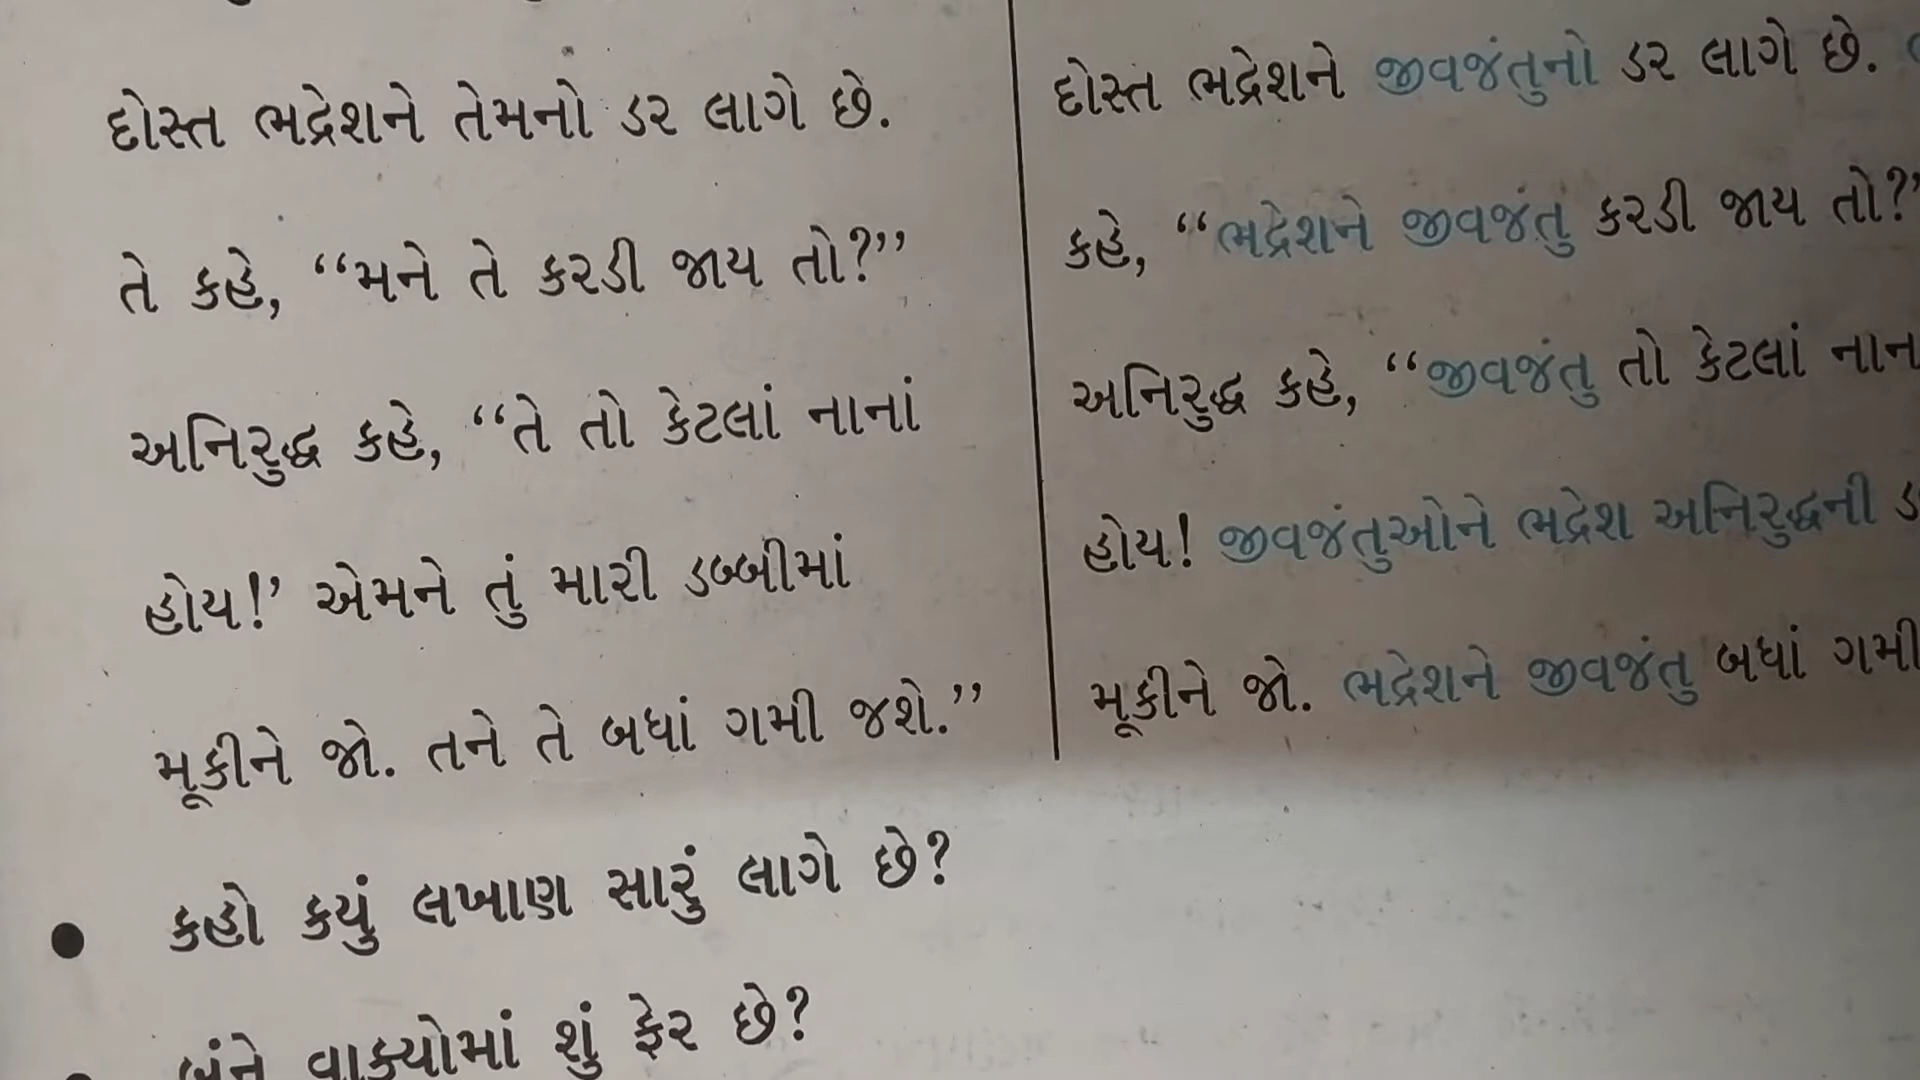 દોસ્ત ભદ્રેશને તેમનો ડર લાગે છે.
તે કહે, “મને તે કરડી જાય તો?”
અનિરુદ્ધ કહે, “તે તો કેટલાં નાનાં
હોય!’ એમને તું મારી ડબ્બીમાં
મૂકીને જો. તને તે બધાં ગમી જશે.”
દોસ્ત ભદ્રેશને જીવજંતુનો ડર લાગે છે.
કહે, “ભદ્રેશને જીવજંતુ કરડી જાય તો?”
અનિરુદ્ધ કહે, “જીવજંતુ તો કેટલાં
હોય! જીવજંતુઓને ભદ્રેશ અનિરુદ્ધની
મૂકીને જો. ભદ્રેશને જીવજંતુ બધાં ગમી
● કહો કયું લખાણ સારું લાગે છે?
બંને વાક્યોમાં શું ફેર છે?